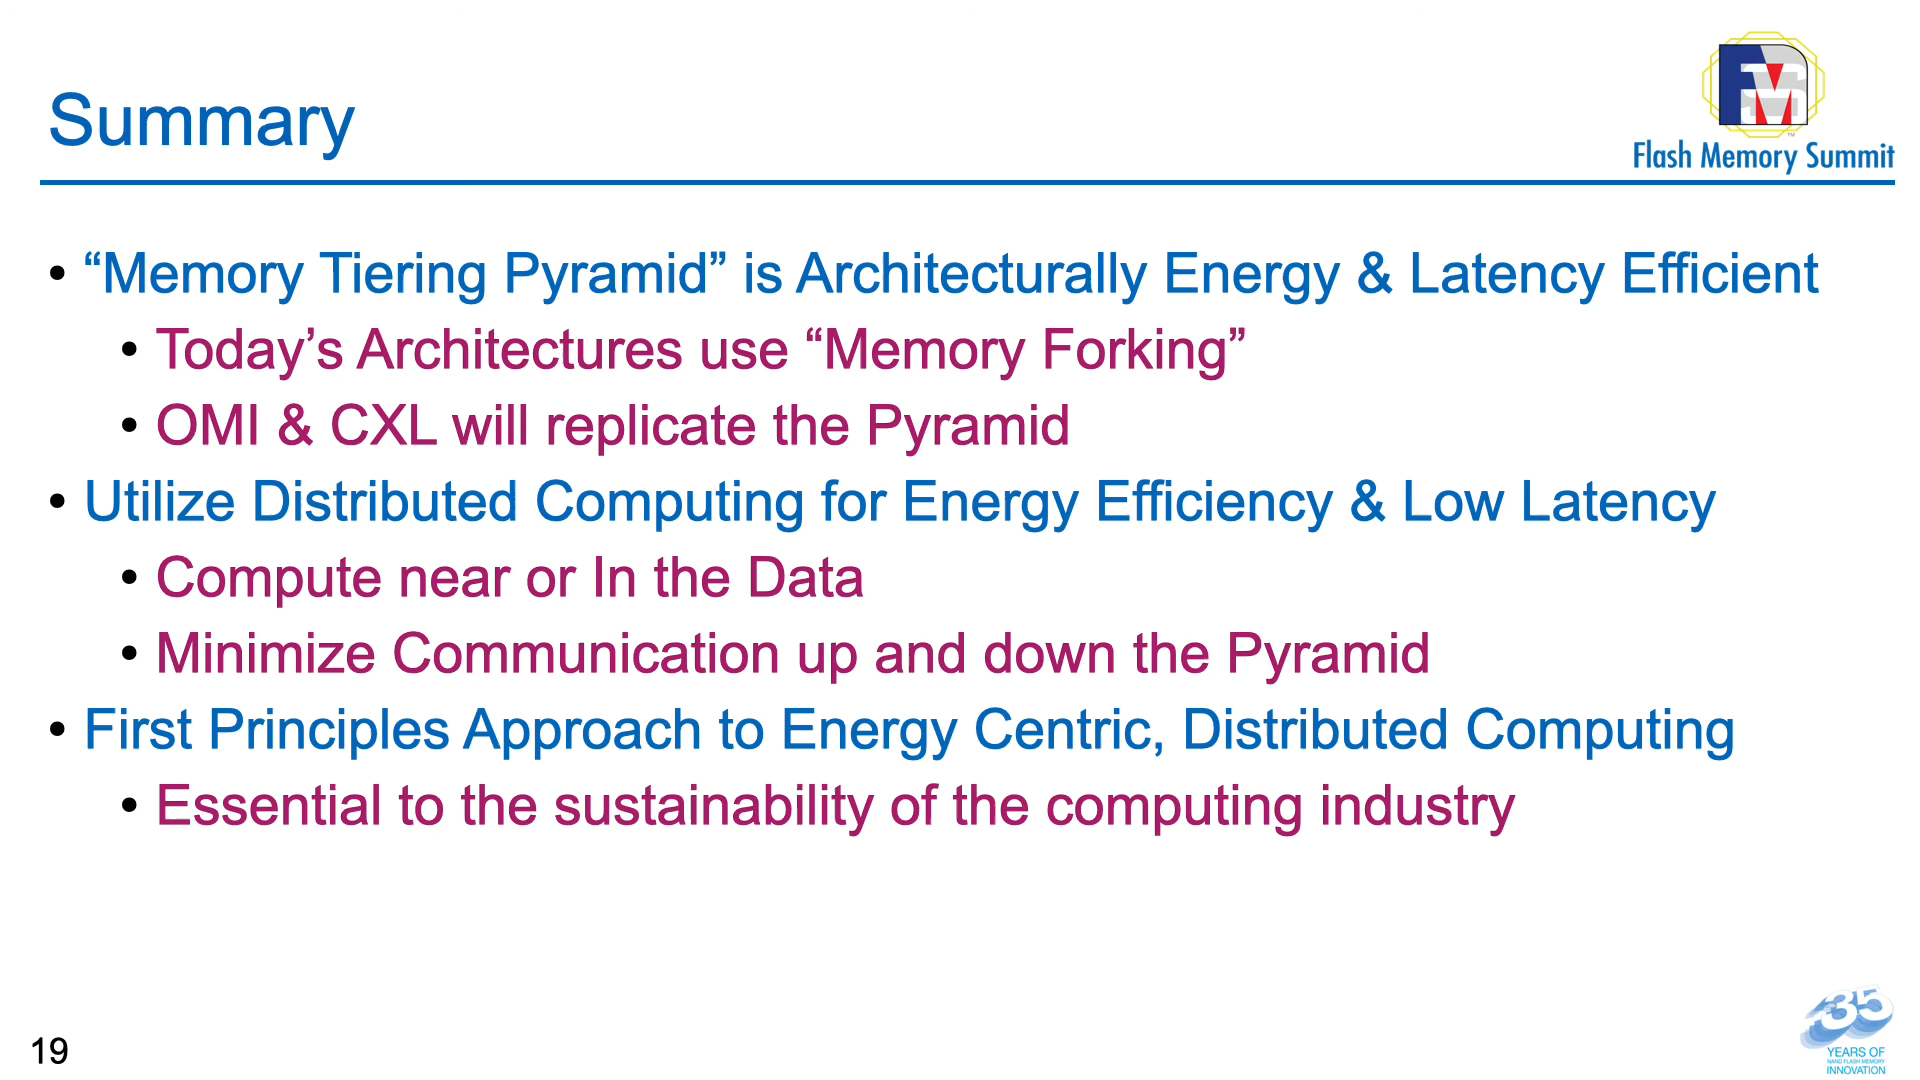 Summary
FMS
™
Flash Memory Summit
• “Memory Tiering Pyramid” is Architecturally Energy & Latency Efficient
• Today’s Architectures use “Memory Forking”
• OMI & CXL will replicate the Pyramid
• Utilize Distributed Computing for Energy Efficiency & Low Latency
• Compute near or In the Data
• Minimize Communication up and down the Pyramid
• First Principles Approach to Energy Centric, Distributed Computing
• Essential to the sustainability of the computing industry
19
35
YEARS OF
NAND FLASH MEMORY
INNOVATION